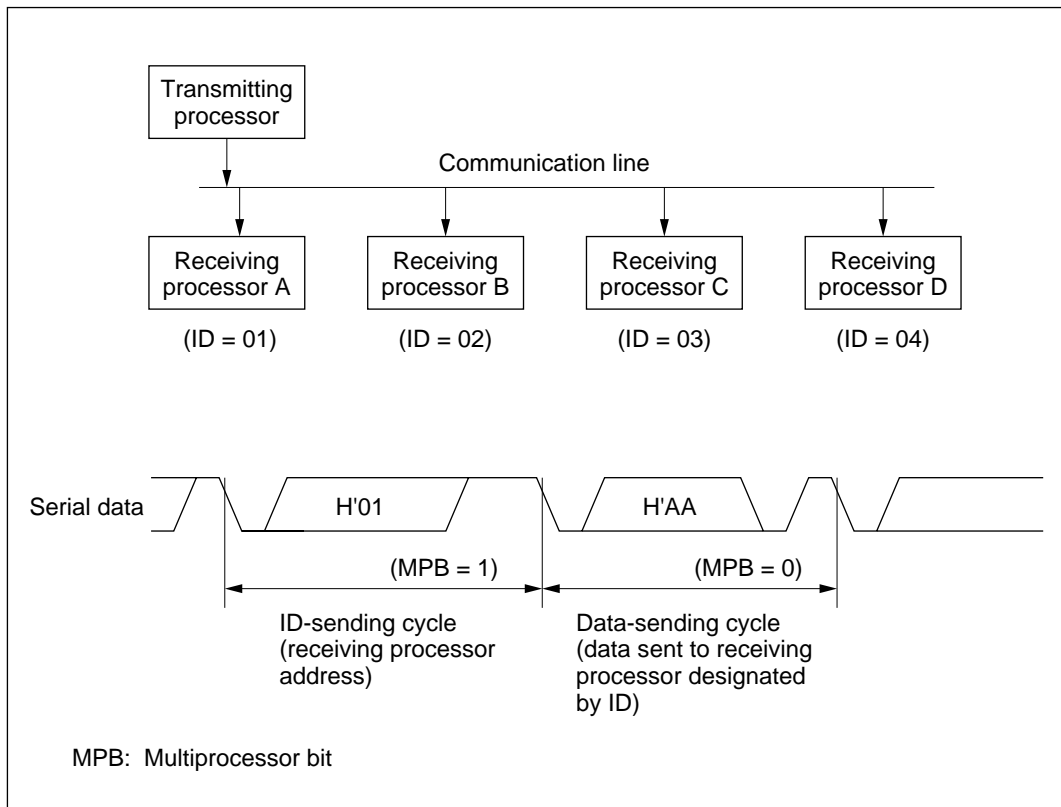 Transmitting
processor
Communication line
Receiving
processor A
Receiving
processor B
Receiving
processor C
Receiving
processor D
(ID = 01)
(ID = 02)
(ID = 03)
(ID = 04)
Serial data
H'01
H'AA
(MPB = 1)
(MPB = 0)
ID-sending cycle
(receiving processor
address)
Data-sending cycle
(data sent to receiving
processor designated
by ID)
MPB: Multiprocessor bit